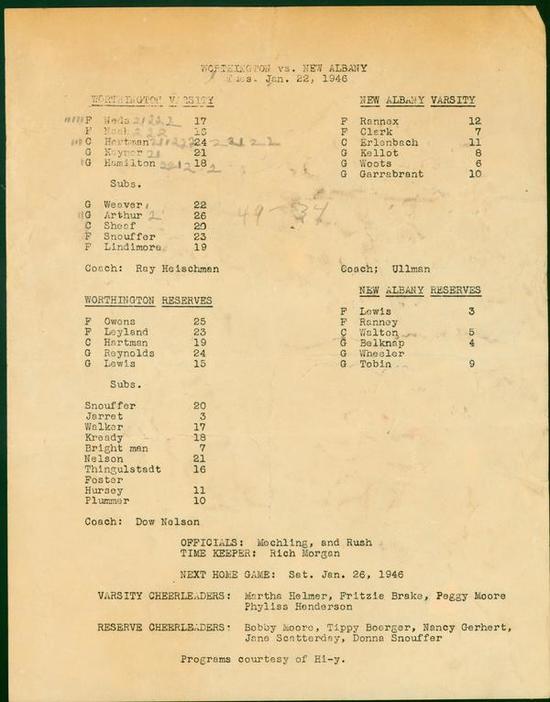 WORTHINGTON vs. NEW ALBANY
Tues. Jan. 22, 1946
WORTHINGTON VARSITY
F Neds 17
F 16
C Hartman 24
G 21
G Hamilton 18
Subs.
G Weaver 22
G Arthur 2 26
C Sheaf 20
F Snouffer 23
F Lindimore 19
49-34
Coach: Ray Heischman
NEW ALBANY VARSITY
F Rannex 12
F Clark 7
C Erlenbach 11
G Kellot 8
G Woots 6
G Garrabrant 10
Coach; Ullman
WORTHINGTON RESERVES
F Owens 25
F Leyland 23
C Hartman 19
G Reynolds 24
G Lewis 15
Subs.
Snouffer 20
Jarret 3
Walker 17
Kready 18
Bright man 7
Nelson 21
Thingulstadt 16
Foster
Hursey 11
Plummer 10
Coach: Dow Nelson
NEW ALBANY RESERVES
F Lewis 3
F Ranney
C Walton 5
G Belknap 4
G Wheeler
G Tobin 9
OFFICIALS: Mechling, and Rush
TIME KEEPER: Rich Morgan
NEXT HOME GAME: Sat. Jan. 26, 1946
VARSITY CHEERLEADERS: Martha Helmer, Fritzie Brake, Peggy Moore
Phyliss Henderson
RESERVE CHEERLEADERS: Bobby Moore, Tippy Boerger, Nancy Gerhert,
Jane Scatterday, Donna Snouffer
Programs courtesy of Hi-y.